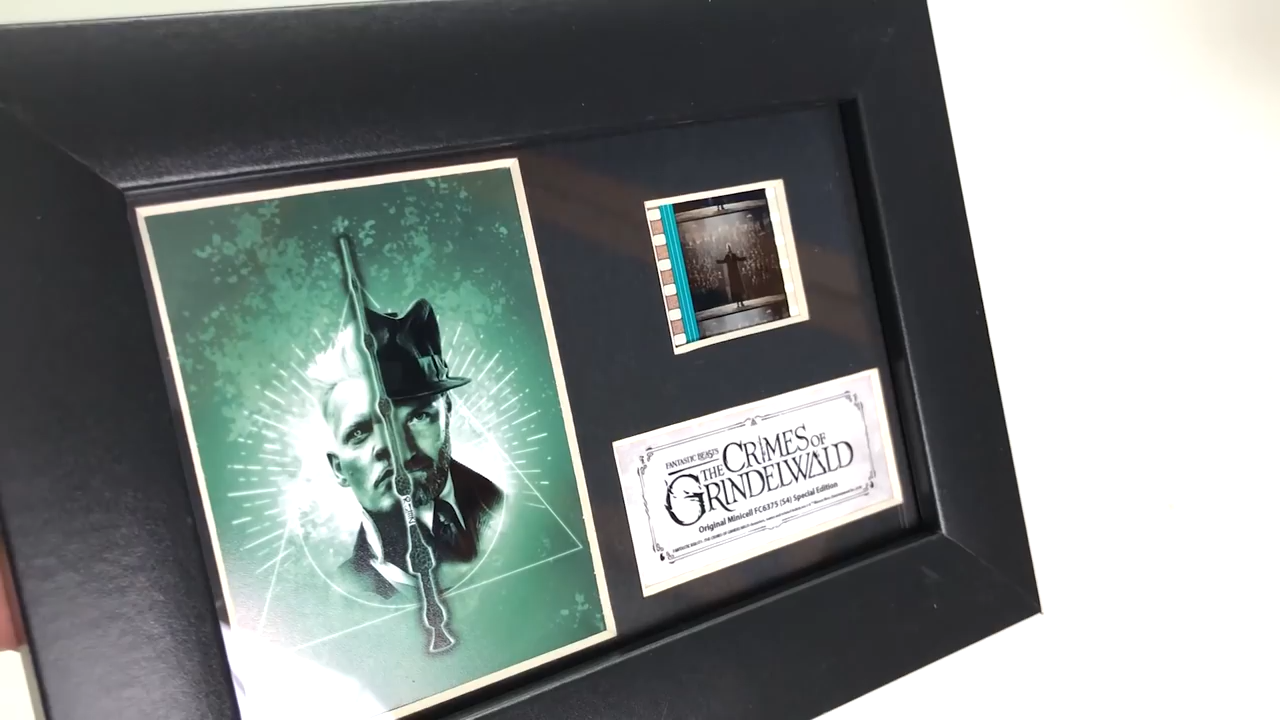 FANTASTIC BEASTS
THE CRIMES OF
GRINDELWALD
Original Minicell FC6375 (S4) Special Edition